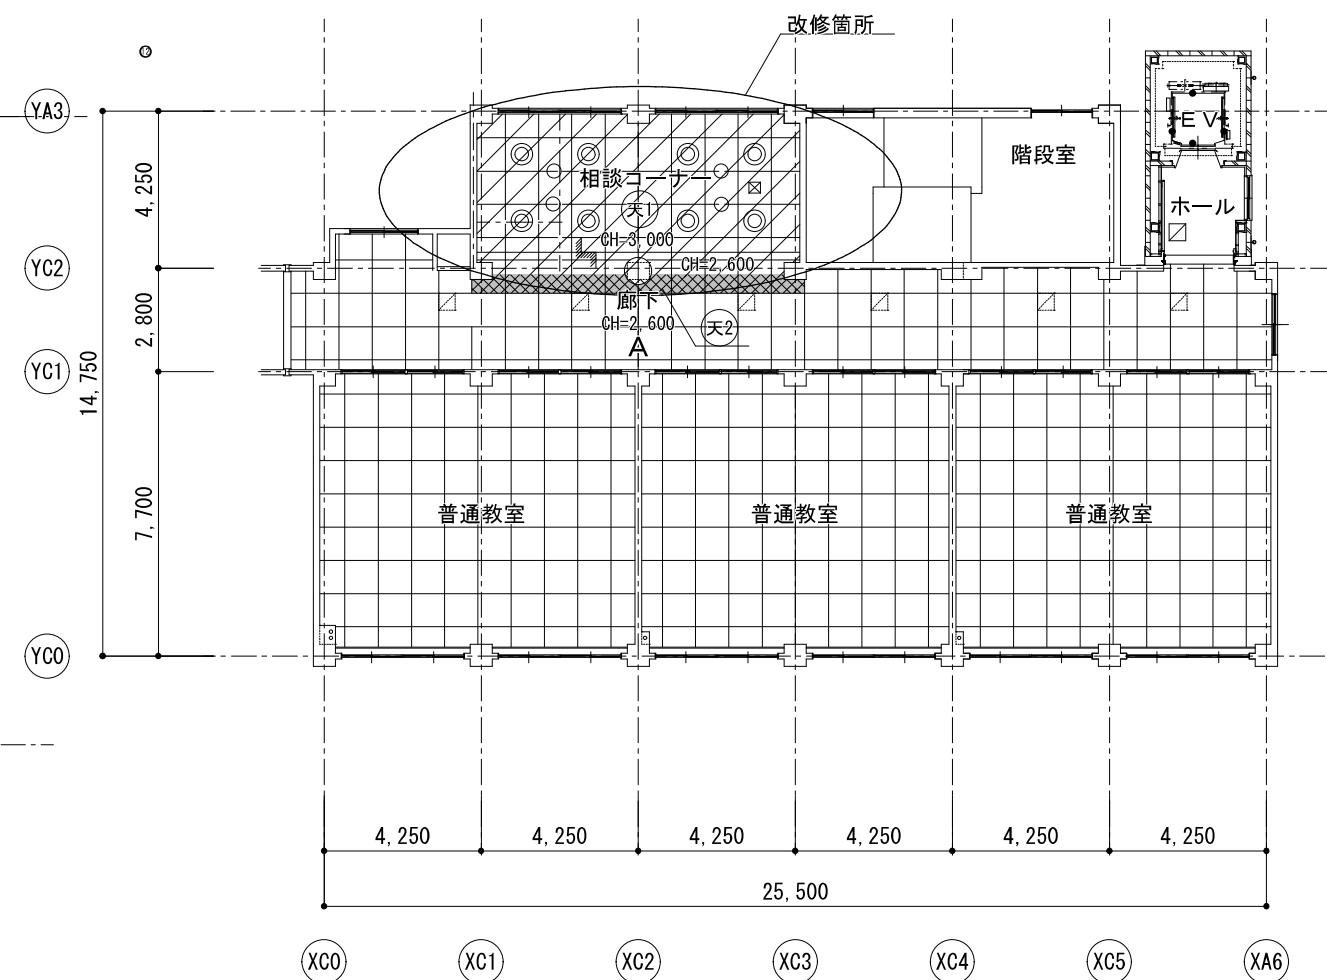 改修箇所
YA3
EV
階段室
4,250
相談コーナー
天1
ホール
CH=3,000
CH=2,600
YC2
廊下
2,800
CH=2,600
天2
A
YC1
14,750
7,700
普通教室
普通教室
普通教室
YC0
4,250
4,250
4,250
4,250
4,250
4,250
25,500
XC0
XC1
XC2
XC3
XC4
XC5
XA6